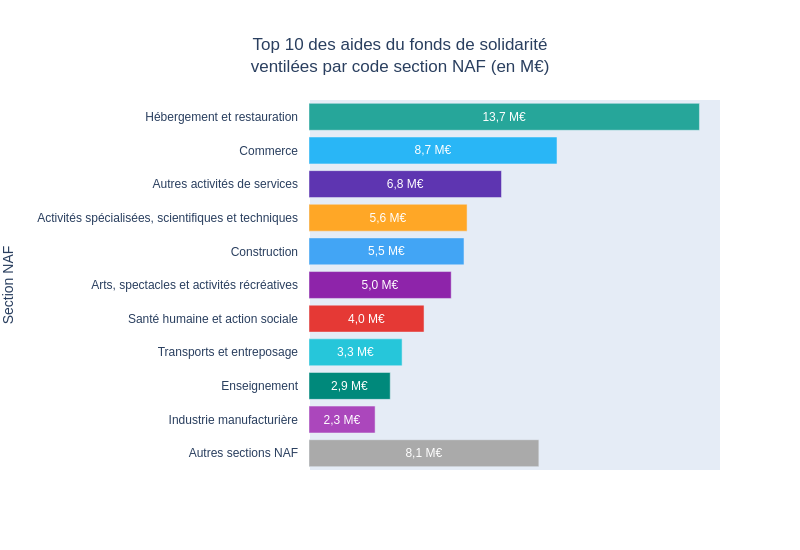 Top 10 des aides du fonds de solidarité
ventilées par code section NAF (en M€)
Section NAF
Hébergement et restauration 13,7 M€
Commerce 8,7 M€
Autres activités de services 6,8 M€
Activités spécialisées, scientifiques et techniques 5,6 M€
Construction 5,5 M€
Arts, spectacles et activités récréatives 5,0 M€
Santé humaine et action sociale 4,0 M€
Transports et entreposage 3,3 M€
Enseignement 2,9 M€
Industrie manufacturière 2,3 M€
Autres sections NAF 8,1 M€